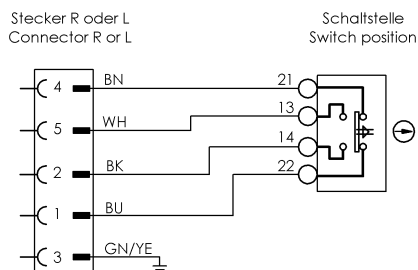 Stecker R oder L
Connector R or L
Schaltstelle
Switch position
4 BN 21
5 WH 13
2 BK 14
1 BU 22
3 GN/YE